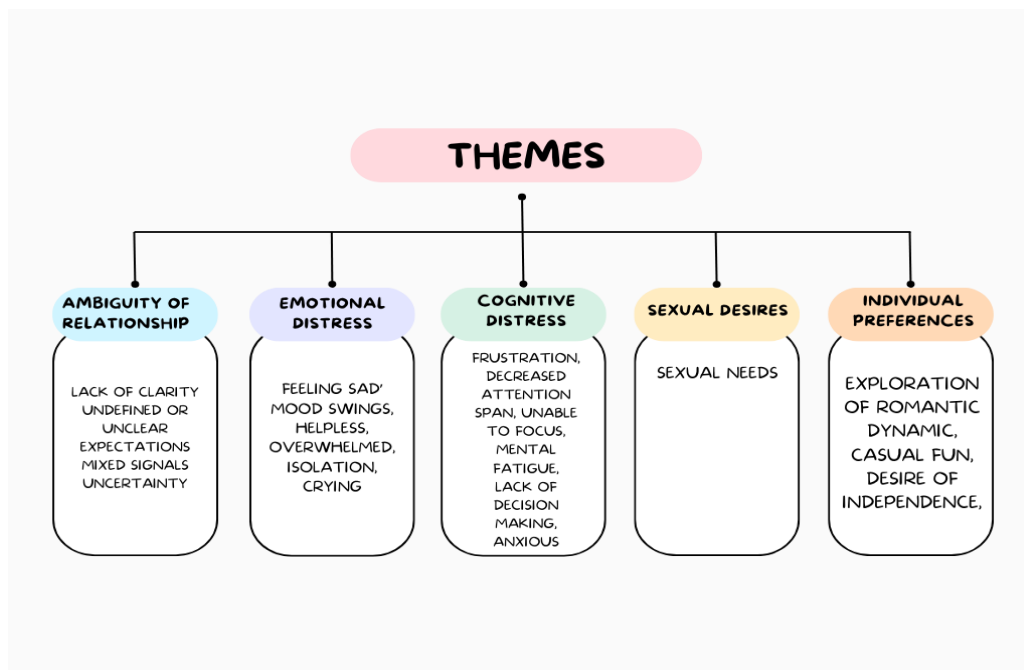 THEMES
AMBIGUITY OF
RELATIONSHIP
LACK OF CLARITY
UNDEFINED OR
UNCLEAR
EXPECTATIONS
MIXED SIGNALS
UNCERTAINTY
EMOTIONAL
DISTRESS
FEELING SAD'
MOOD SWINGS,
HELPLESS,
OVERWHELMED,
ISOLATION,
CRYING
COGNITIVE
DISTRESS
FRUSTRATION,
DECREASED
ATTENTION
SPAN, UNABLE
TO FOCUS,
MENTAL
FATIGUE,
LACK OF
DECISION
MAKING,
ANXIOUS
SEXUAL DESIRES
SEXUAL NEEDS
INDIVIDUAL
PREFERENCES
EXPLORATION
OF ROMANTIC
DYNAMIC,
CASUAL FUN,
DESIRE OF
INDEPENDENCE,